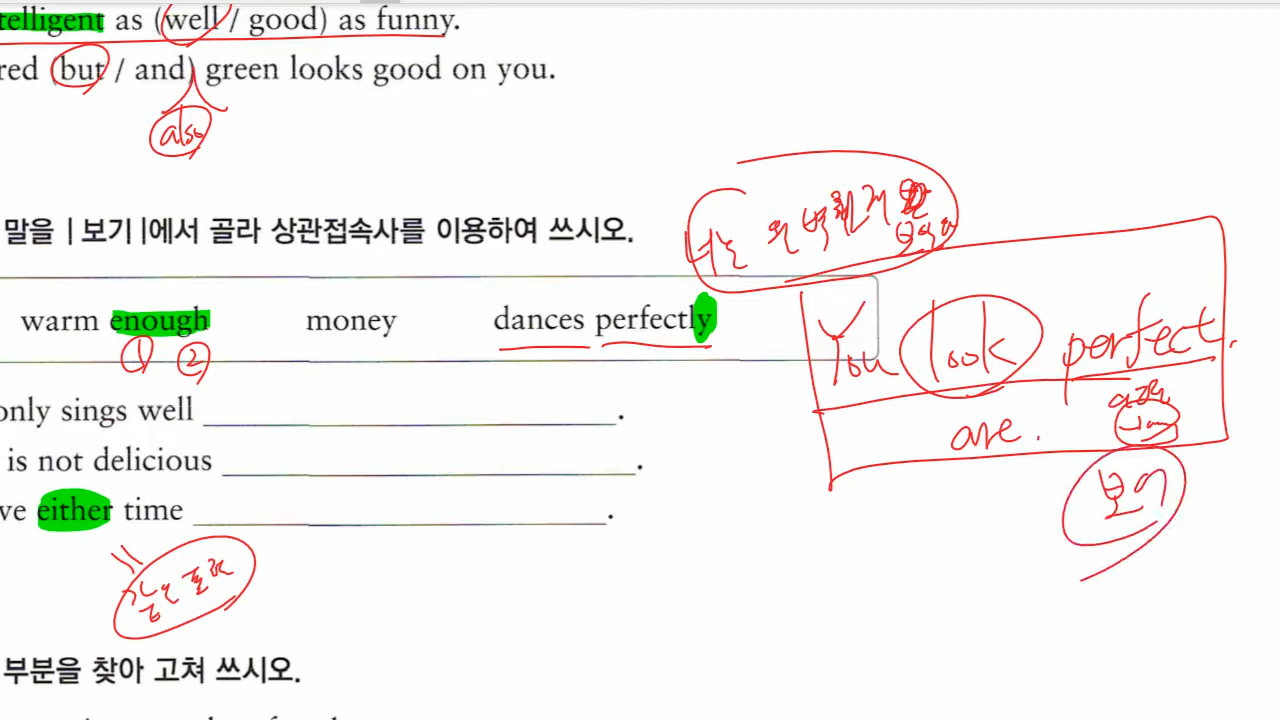 telligent as (well / good) as funny.
red (but / and) green looks good on you.
also
말을 | 보기 |에서 골라 상관접속사를 이용하여 쓰시오.
너는 완벽하게
warm enough money dances perfectly
① ②
You look perfect.
are.
보어
only sings well ____.
is not delicious ____.
ve either time ____.
부분을 찾아 고쳐 쓰시오.